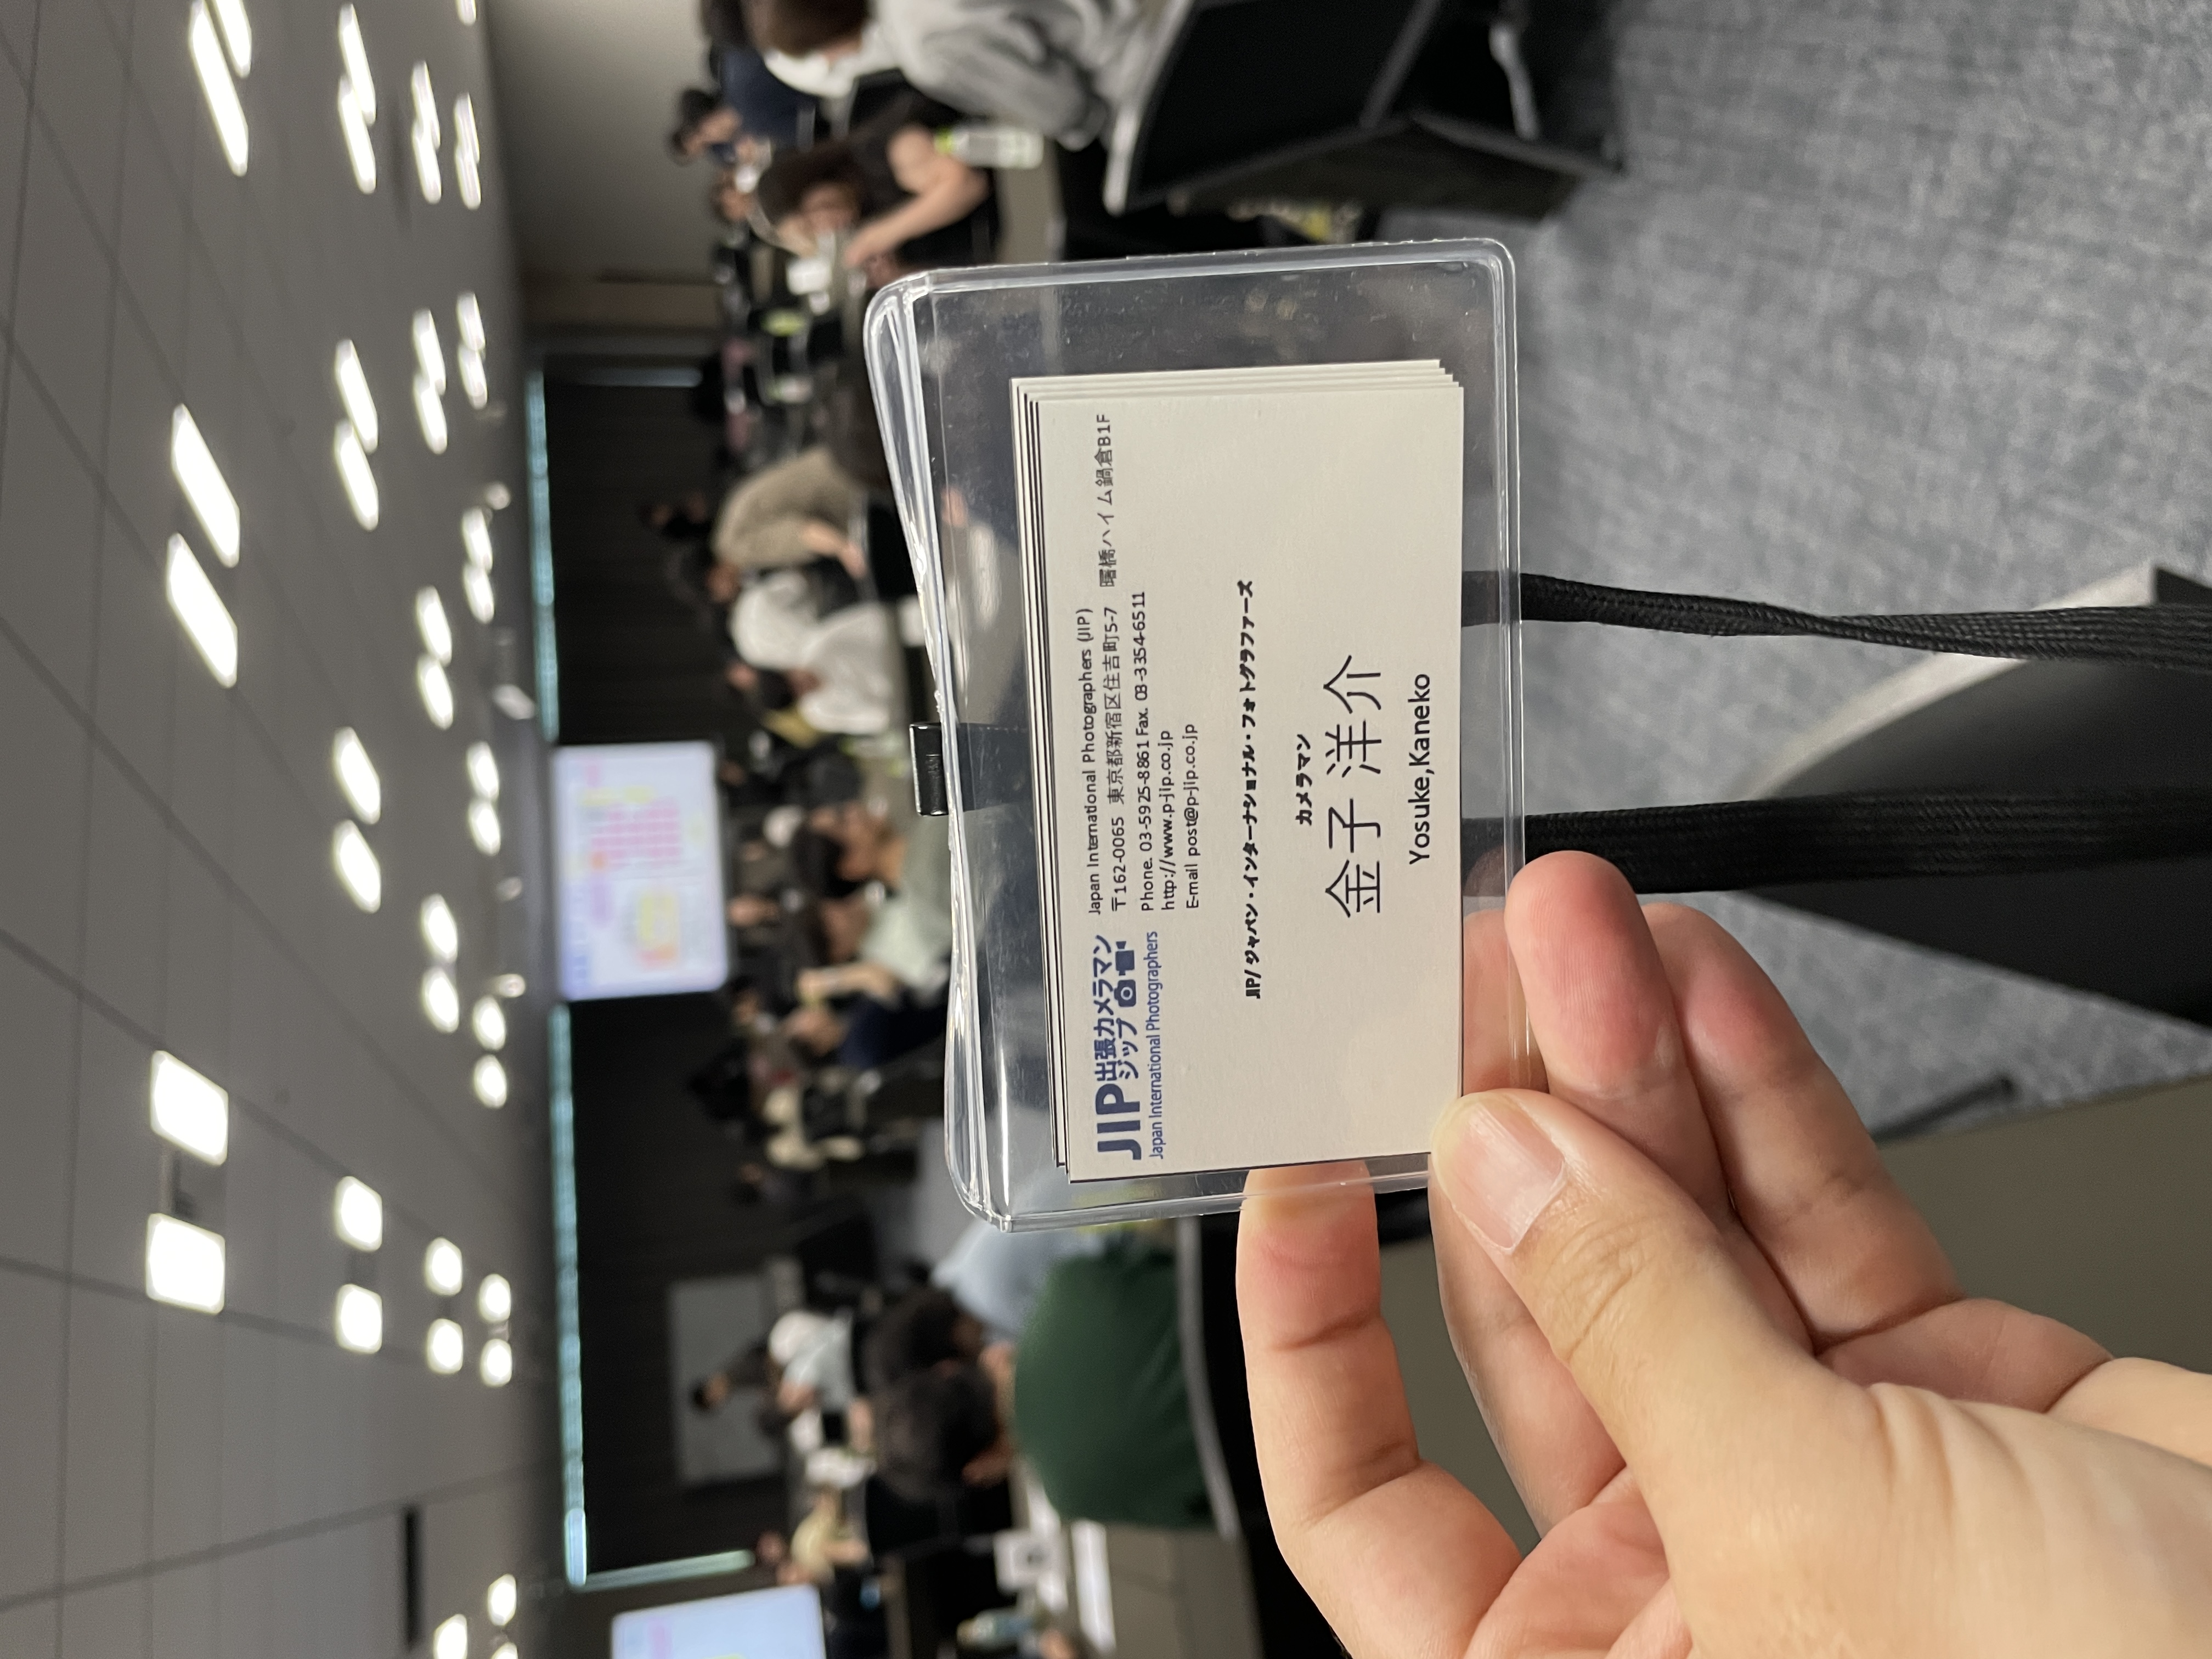 JIP出張カメラマン
ジップ
Japan International Photographers
Japan International Photographers (JIP)
〒162-0065 東京都新宿区住吉町5-7 曙橋ハイム鍋倉B1F
Phone. 03-5925-8861 Fax. 03-3354-6511
http://www.p-jip.co.jp
E-mail post@p-jip.co.jp
JIP/ジャパン・インターナショナル・フォトグラファーズ
カメラマン
金子 洋介
Yosuke,Kaneko